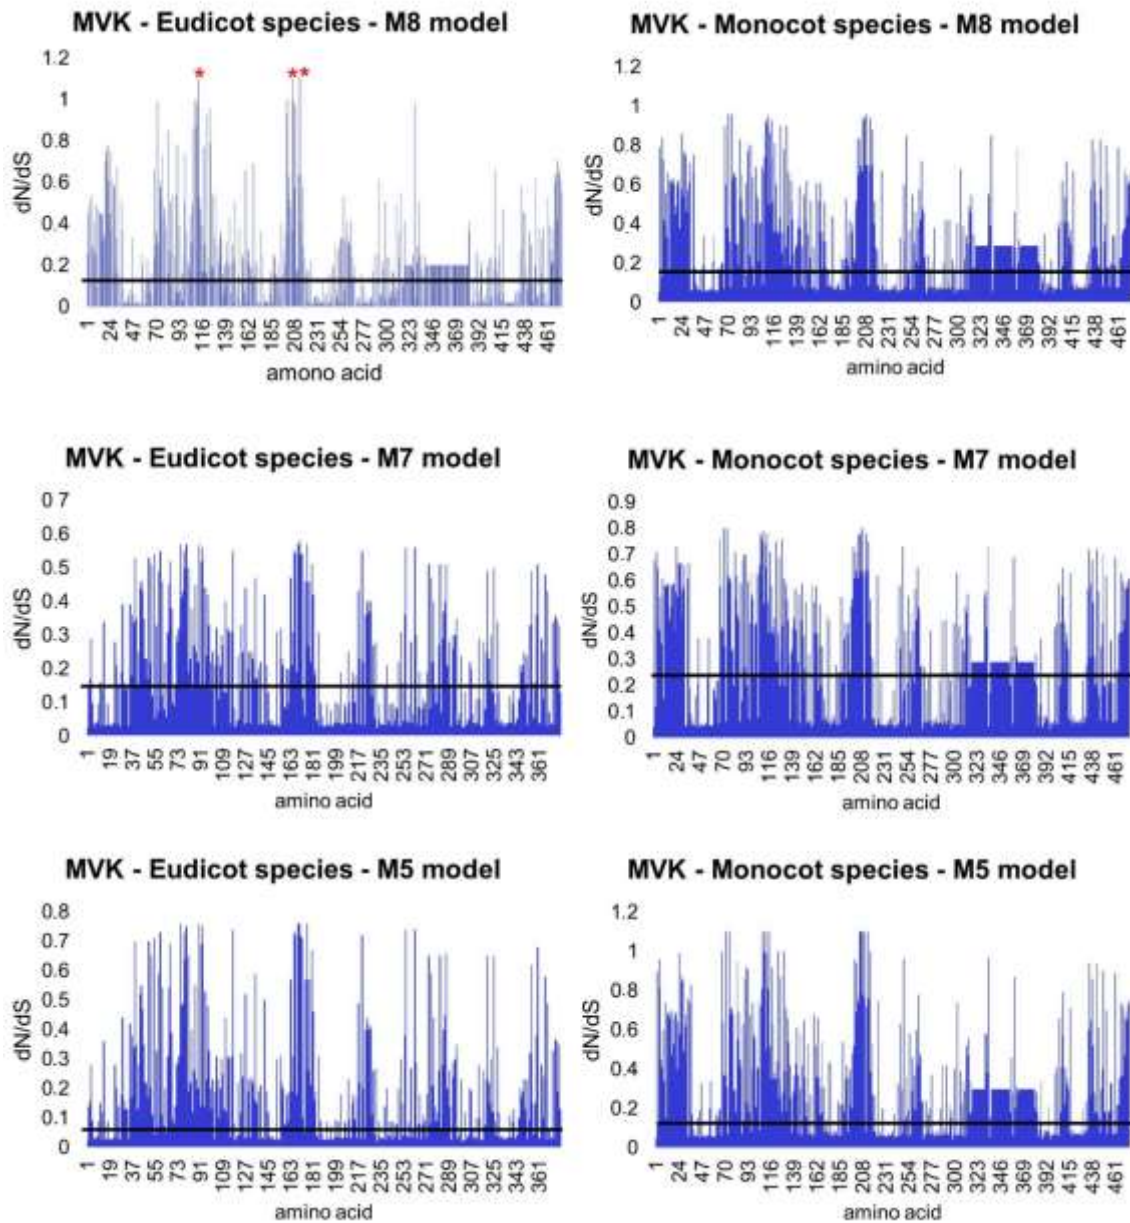 MVK - Eudicot species - M8 model
1.2
1
0.8
0.6
0.4
0.2
0
dN/dS
* * *
1 24 47 70 93 116 139 162 185 208 231 254 277 300 323 346 369 392 415 438 461
amono acid
MVK - Monocot species - M8 model
1.2
1
0.8
0.6
0.4
0.2
0
dN/dS
1 24 47 70 93 116 139 162 185 208 231 254 277 300 323 346 369 392 415 438 461
amino acid
MVK - Eudicot species - M7 model
0 7
0.6
0.5
0.4
0.3
0.2
0.1
0
dN/dS
1 19 37 55 73 91 109 127 145 163 181 199 217 235 253 271 289 307 325 343 361
amino acid
MVK - Monocot species - M7 model
0.9
0.8
0.7
0.6
0.5
0.4
0.3
0.2
0.1
0
dN/dS
1 24 47 70 93 116 139 162 185 208 231 254 277 300 323 346 369 392 415 438 461
amino acid
MVK - Eudicot species - M5 model
0.8
0.7
0.6
0.5
0.4
0.3
0.2
0.1
0
dN/dS
1 19 37 55 73 91 109 127 145 163 181 199 217 235 253 271 289 307 325 343 361
amino acid
MVK - Monocot species - M5 model
1.2
1
0.8
0.6
0.4
0.2
0
dN/dS
1 24 47 70 93 116 139 162 185 208 231 254 277 300 323 346 369 392 415 438 461
amino acid